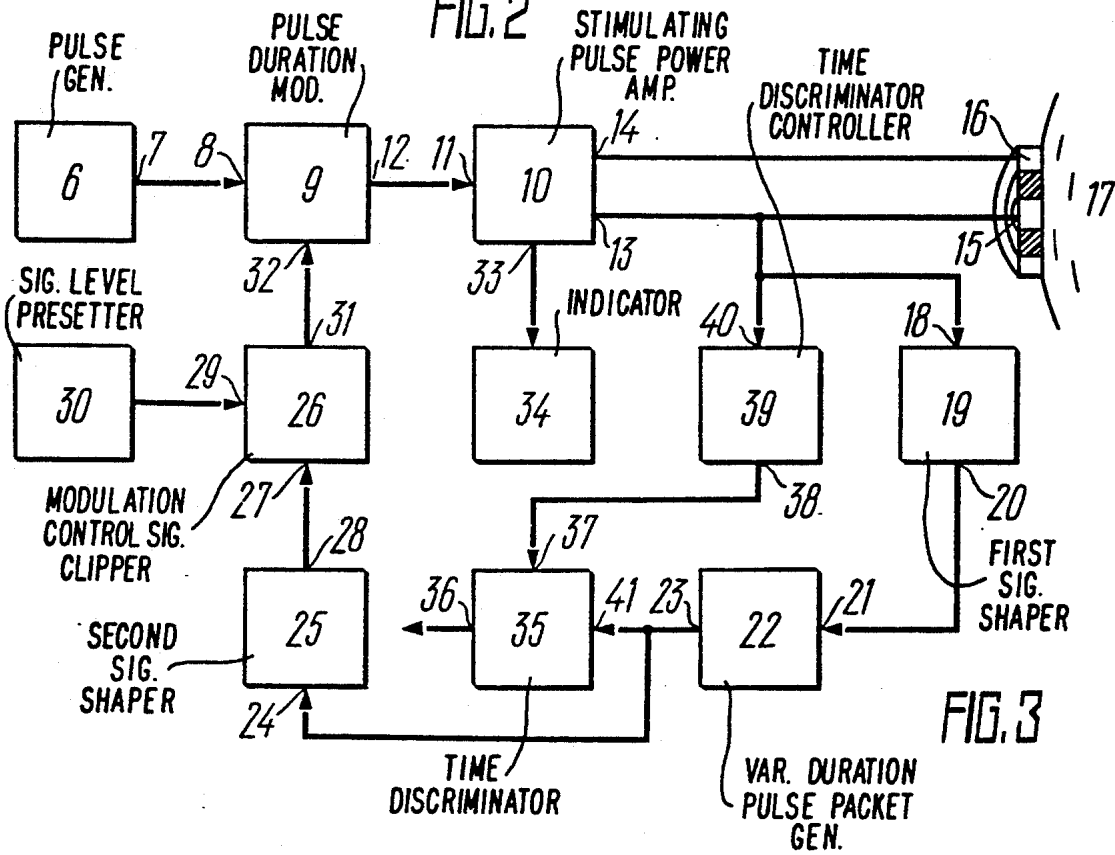 FIG. 2
PULSE
GEN.
PULSE
DURATION
MOD.
STIMULATING
PULSE POWER
AMP.
TIME
DISCRIMINATOR
CONTROLLER
6
7
8
9
12
11
10
14
13
16
15
17
32
33
SIG. LEVEL
PRESETTER
31
INDICATOR
40
18
30
29
26
34
39
19
27
38
20
MODULATION
CONTROL SIG.
CLIPPER
28
37
FIRST
SIG.
SHAPER
25
36
35
41
23
22
21
SECOND
SIG.
SHAPER
24
FIG. 3
TIME
DISCRIMINATOR
VAR. DURATION
PULSE PACKET
GEN.